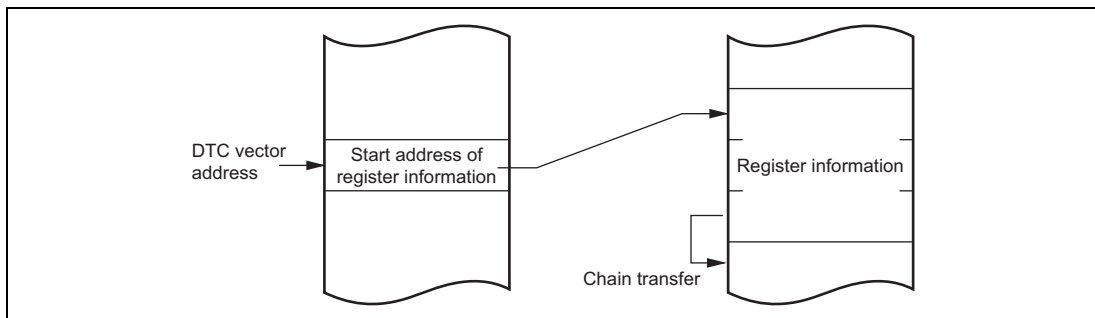 DTC vector
address
Start address of
register information
Register information
Chain transfer